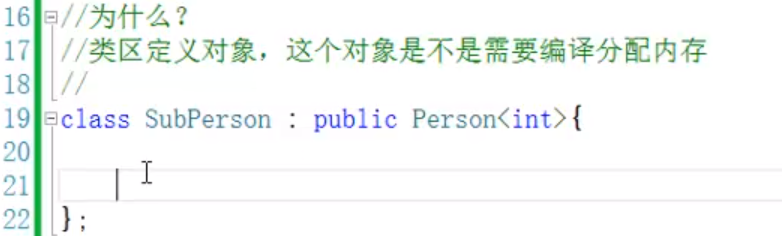 16 //为什么？
17 //类区定义对象，这个对象是不是需要编译分配内存
18 //
19 class SubPerson : public Person<int>{
20
21
22 };